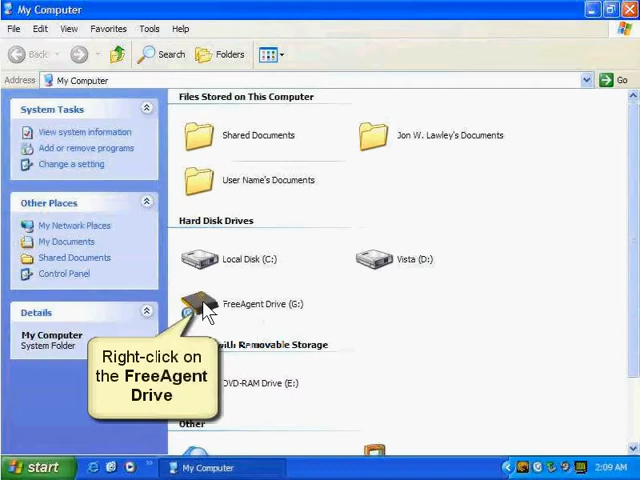 My Computer
File Edit View Favorites Tools Help
Back Search Folders
Address My Computer Go
System Tasks
View system information
Add or remove programs
Change a setting
Other Places
My Network Places
My Documents
Shared Documents
Control Panel
Details
My Computer
System Folder
Files Stored on This Computer
Shared Documents Jon W. Lawley's Documents
User Name's Documents
Hard Disk Drives
Local Disk (C:) Vista (D:)
FreeAgent Drive (G:)
with Removable Storage
DVD-RAM Drive (E:)
Other
Right-click on
the FreeAgent
Drive
start My Computer 2:09 AM